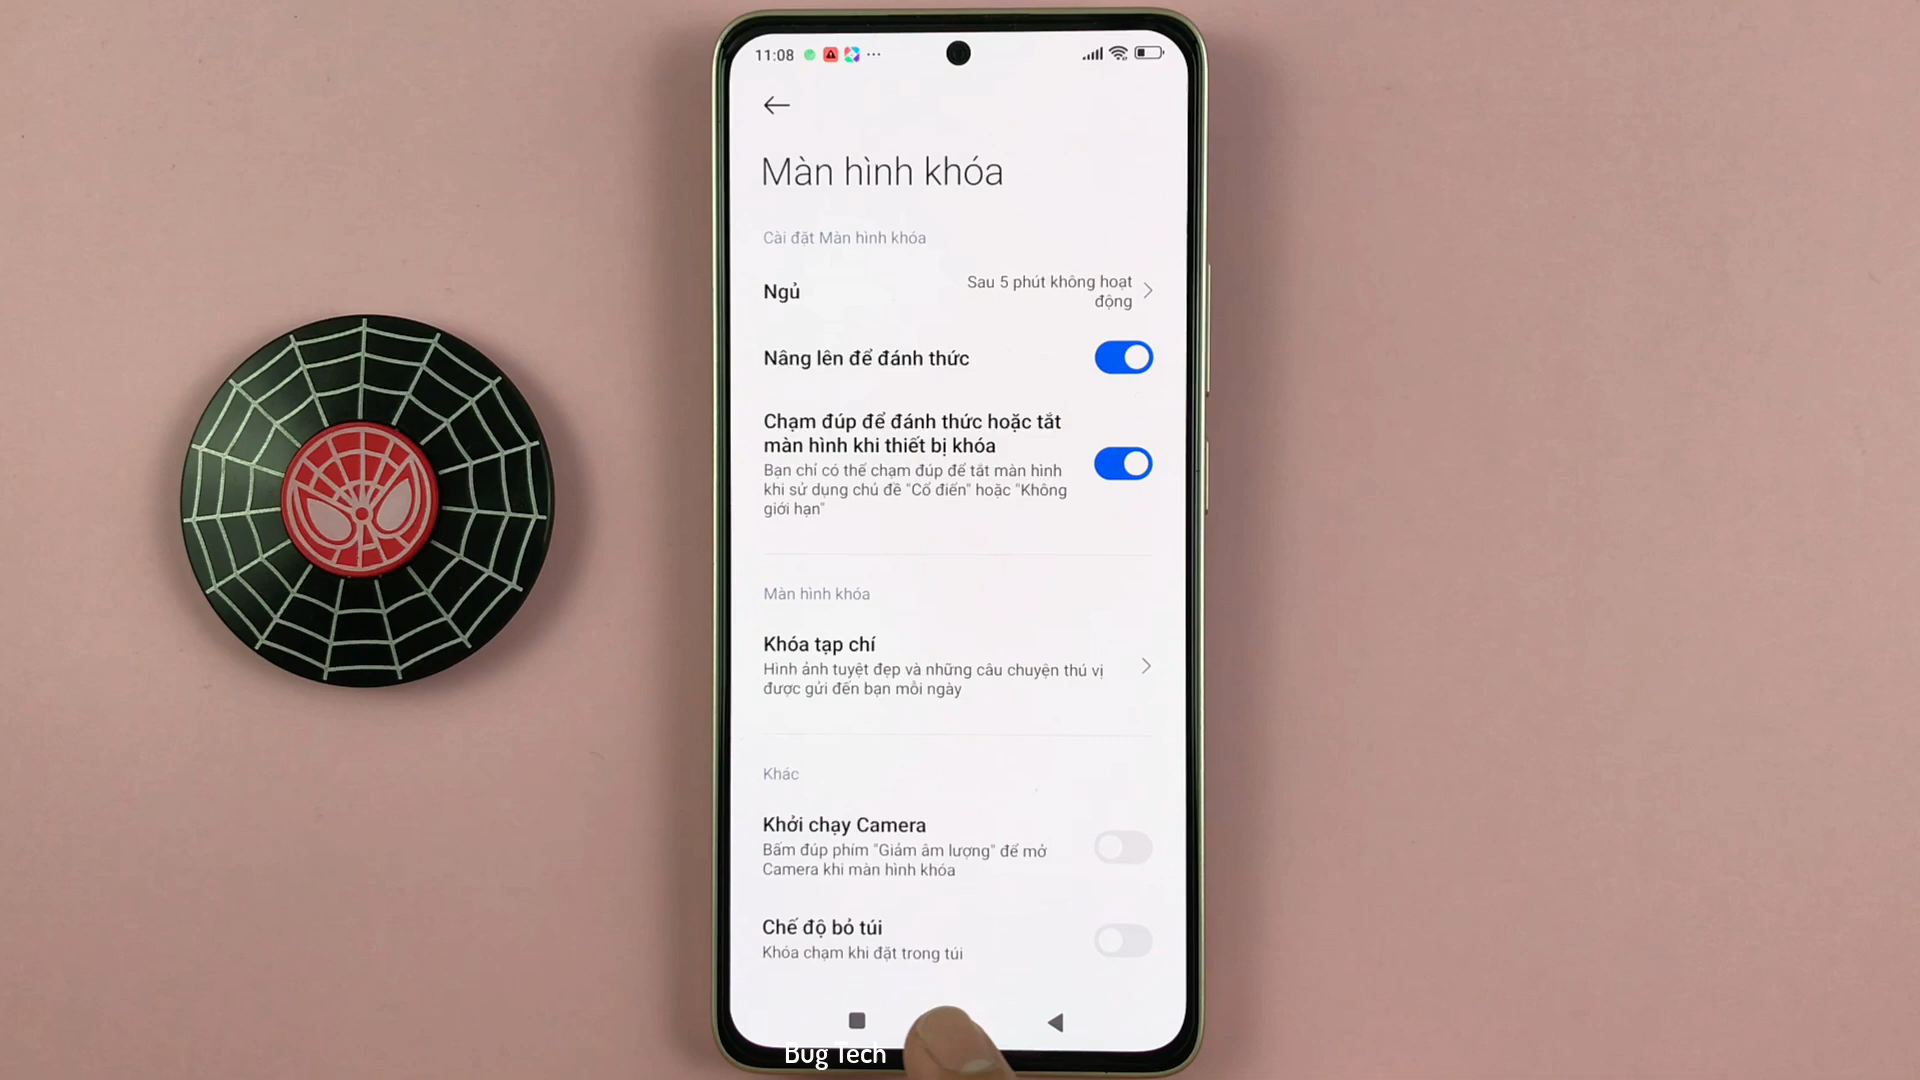 11:08
Màn hình khóa
Cài đặt Màn hình khóa
Ngủ
Sau 5 phút không hoạt
động
Nâng lên để đánh thức
Chạm đúp để đánh thức hoặc tắt
màn hình khi thiết bị khóa
Bạn chỉ có thể chạm đúp để tắt màn hình
khi sử dụng chủ đề "Cổ điển" hoặc "Không
giới hạn"
Màn hình khóa
Khóa tạp chí
Hình ảnh tuyệt đẹp và những câu chuyện thú vị
được gửi đến bạn mỗi ngày
Khác
Khởi chạy Camera
Bấm đúp phím "Giảm âm lượng" để mở
Camera khi màn hình khóa
Chế độ bỏ túi
Khóa chạm khi đặt trong túi
Bug Tech